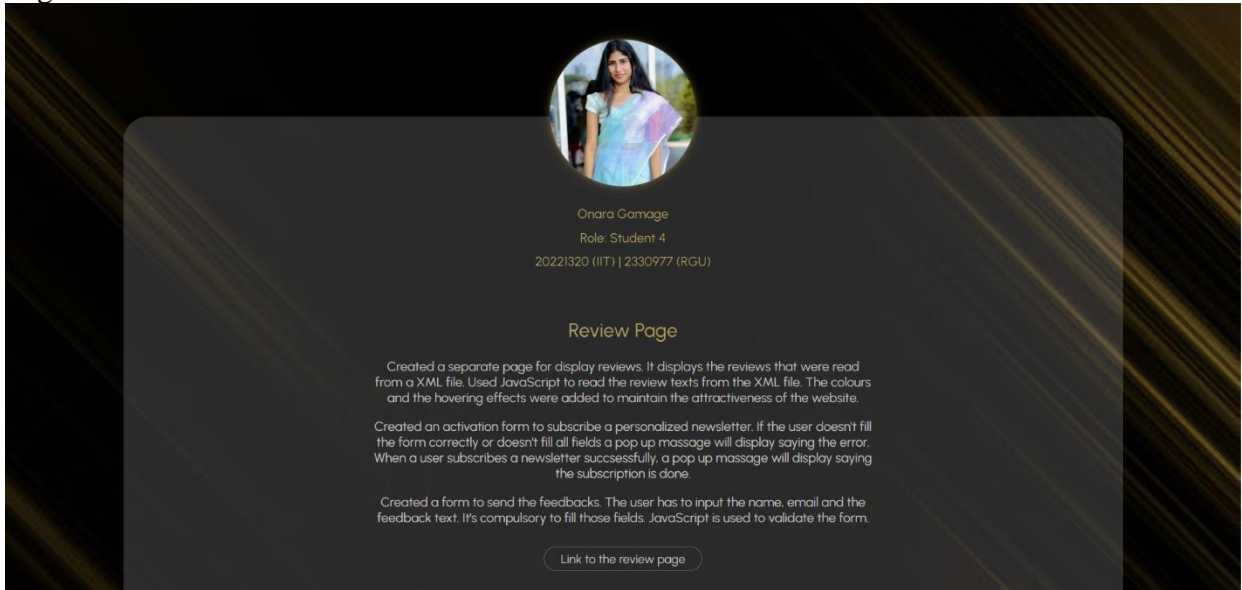 Onara Gamage
Role: Student 4
20221320 (IIT) | 2330977 (RGU)
Review Page
Created a separate page for display reviews. It displays the reviews that were read
from a XML file. Used JavaScript to read the review texts from the XML file. The colours
and the hovering effects were added to maintain the attractiveness of the website.
Created an activation form to subscribe a personalized newsletter. If the user doesn't fill
the form correctly or doesn't fill all fields a pop up massage will display saying the error.
When a user subscribes a newsletter succsessfully, a pop up massage will display saying
the subscription is done.
Created a form to send the feedbacks. The user has to input the name, email and the
feedback text. It's compulsory to fill those fields. JavaScript is used to validate the form.
Link to the review page